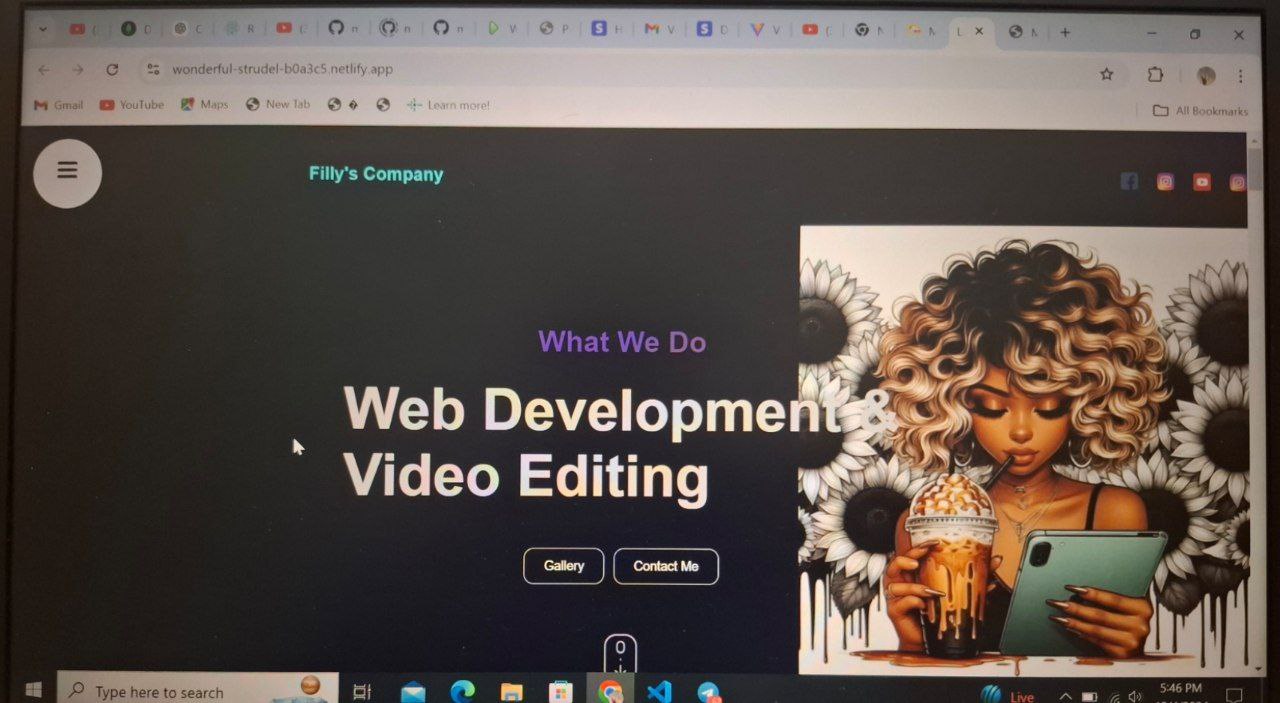 wonderful-strudel-b0a3c5.netlify.app
Gmail YouTube Maps New Tab Learn more!
All Bookmarks
Filly's Company
What We Do
Web Development &
Video Editing
Gallery Contact Me
Type here to search
Live
5:46 PM